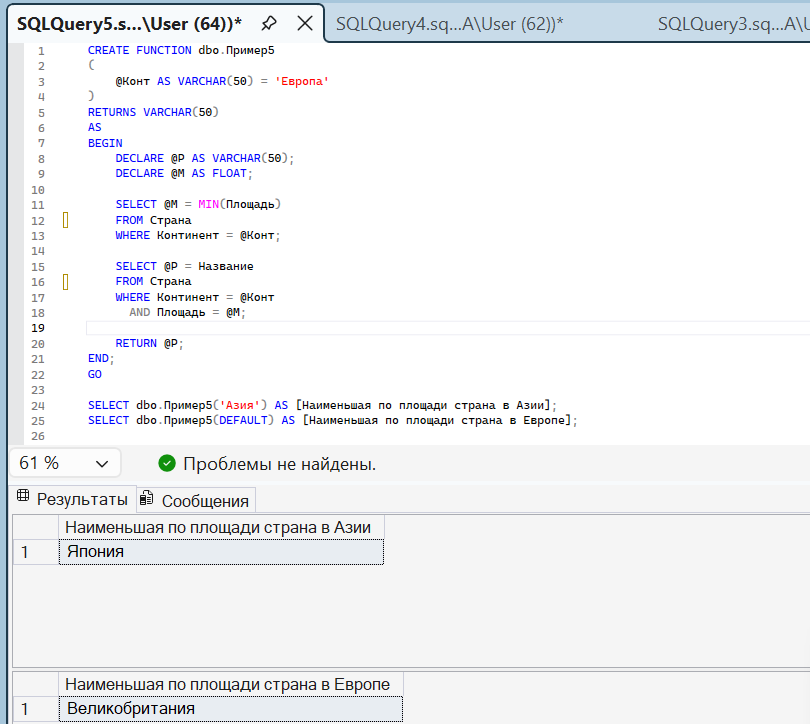 SQLQuery5.s...\User (64))* SQLQuery4.sq...A\User (62))* SQLQuery3.sq...A\U
1 CREATE FUNCTION dbo.Пример5
2 (
3 @Конт AS VARCHAR(50) = 'Европа'
4 )
5 RETURNS VARCHAR(50)
6 AS
7 BEGIN
8 DECLARE @P AS VARCHAR(50);
9 DECLARE @M AS FLOAT;
10
11 SELECT @M = MIN(Площадь)
12 FROM Страна
13 WHERE Континент = @Конт;
14
15 SELECT @P = Название
16 FROM Страна
17 WHERE Континент = @Конт
18 AND Площадь = @M;
19
20 RETURN @P;
21 END;
22 GO
23
24 SELECT dbo.Пример5('Азия') AS [Наименьшая по площади страна в Азии];
25 SELECT dbo.Пример5(DEFAULT) AS [Наименьшая по площади страна в Европе];
26
61 % Проблемы не найдены.
Результаты Сообщения
Наименьшая по площади страна в Азии
1 Япония
Наименьшая по площади страна в Европе
1 Великобритания